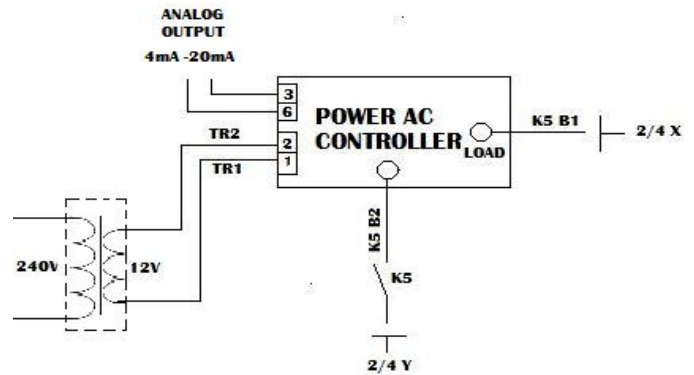 ANALOG
OUTPUT
4mA -20mA
3
6
2
1
POWER AC
CONTROLLER
LOAD
K5 B1
2/4 X
TR2
TR1
240V
12V
K5 B2
K5
2/4 Y